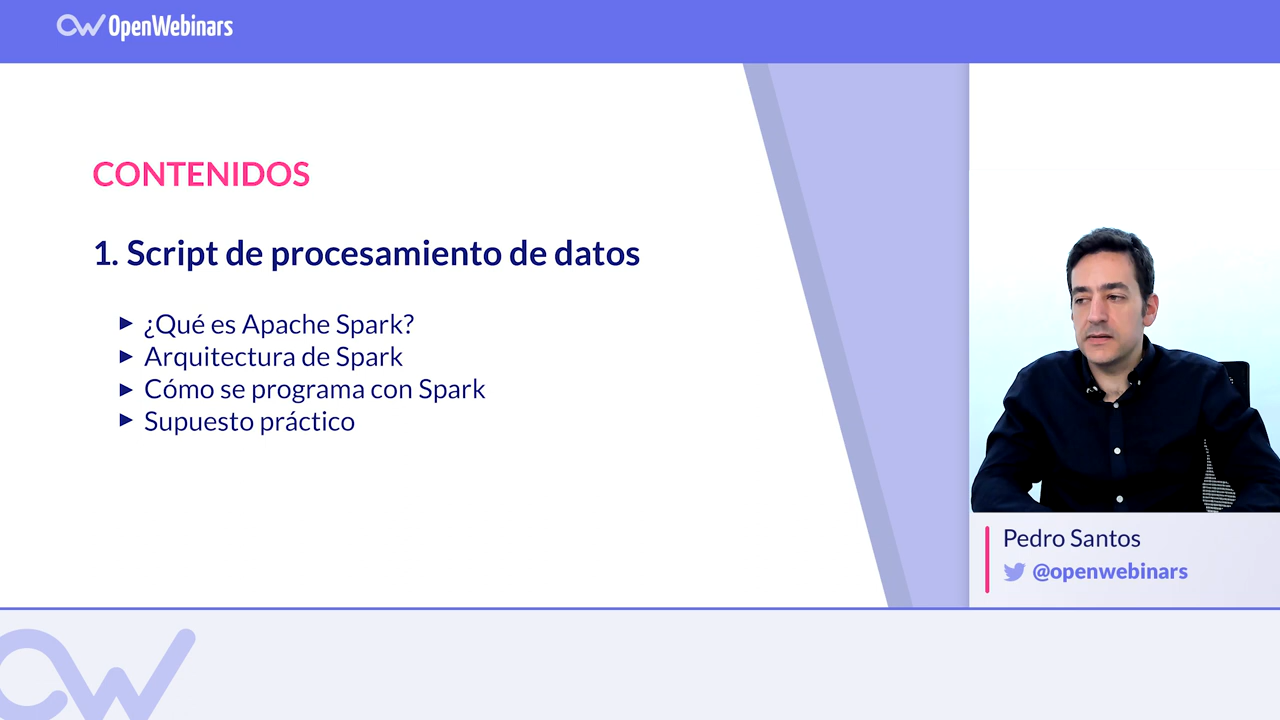 OpenWebinars
CONTENIDOS
1. Script de procesamiento de datos
► ¿Qué es Apache Spark?
► Arquitectura de Spark
► Cómo se programa con Spark
► Supuesto práctico
Pedro Santos
@openwebinars